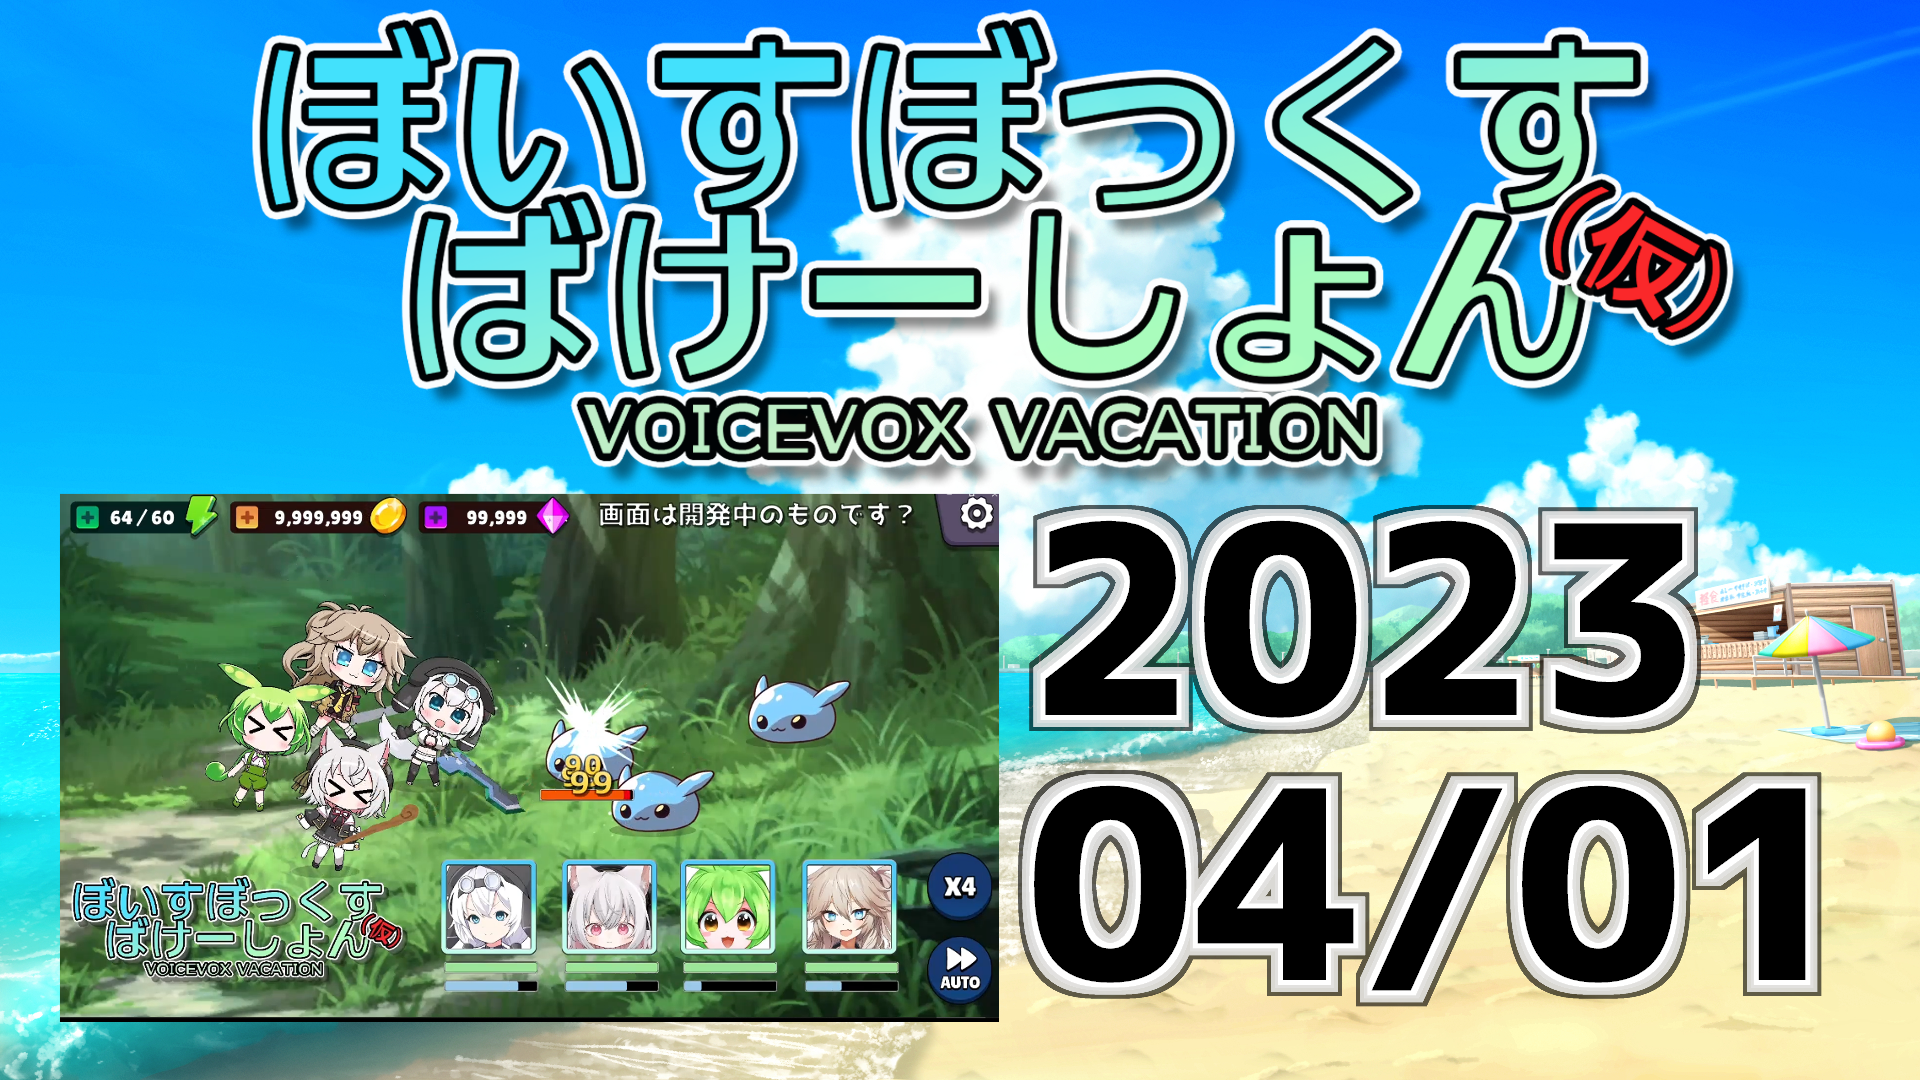 ぼいすぼっくす
ばけーしょん(仮)
VOICEVOX VACATION
64/60
9,999,999
99,999
画面は開発中のものです?
90
99
ぼいすぼっくす
ばけーしょん(仮)
VOICEVOX VACATION
X4
AUTO
2023
04/01